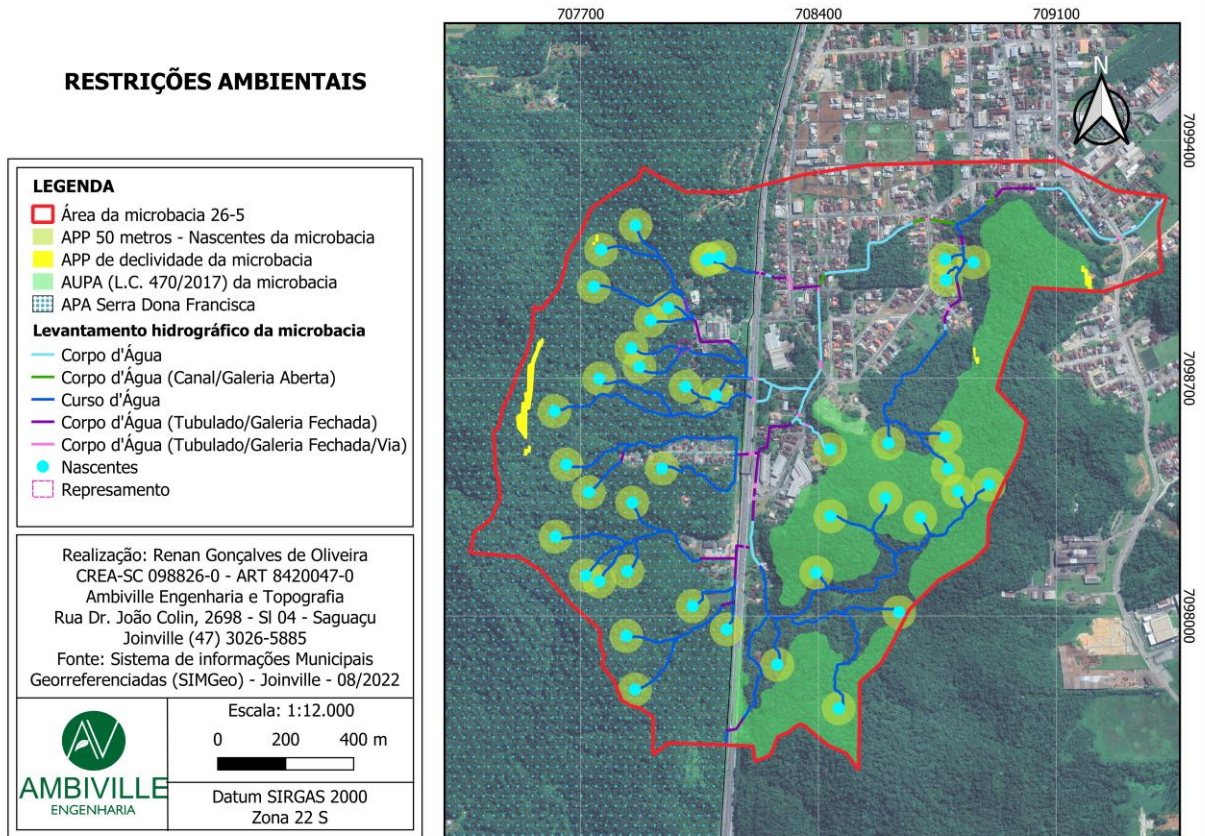 RESTRIÇÕES AMBIENTAIS
LEGENDA
Área da microbacia 26-5
APP 50 metros - Nascentes da microbacia
APP de declividade da microbacia
AUPA (L.C. 470/2017) da microbacia
APA Serra Dona Francisca
Levantamento hidrográfico da microbacia
Corpo d'Água
Corpo d'Água (Canal/Galeria Aberta)
Curso d'Água
Corpo d'Água (Tubulado/Galeria Fechada)
Corpo d'Água (Tubulado/Galeria Fechada/Via)
Nascentes
Represamento
Realização: Renan Gonçalves de Oliveira
CREA-SC 098826-0 - ART 8420047-0
Ambiville Engenharia e Topografia
Rua Dr. João Colin, 2698 - Sl 04 - Saguaçu
Joinville (47) 3026-5885
Fonte: Sistema de informações Municipais
Georreferenciadas (SIMGeo) - Joinville - 08/2022
AV
AMBIVILLE
ENGENHARIA
Escala: 1:12.000
0 200 400 m
Datum SIRGAS 2000
Zona 22 S
707700 708400 709100
N
7099400
7098700
7098000